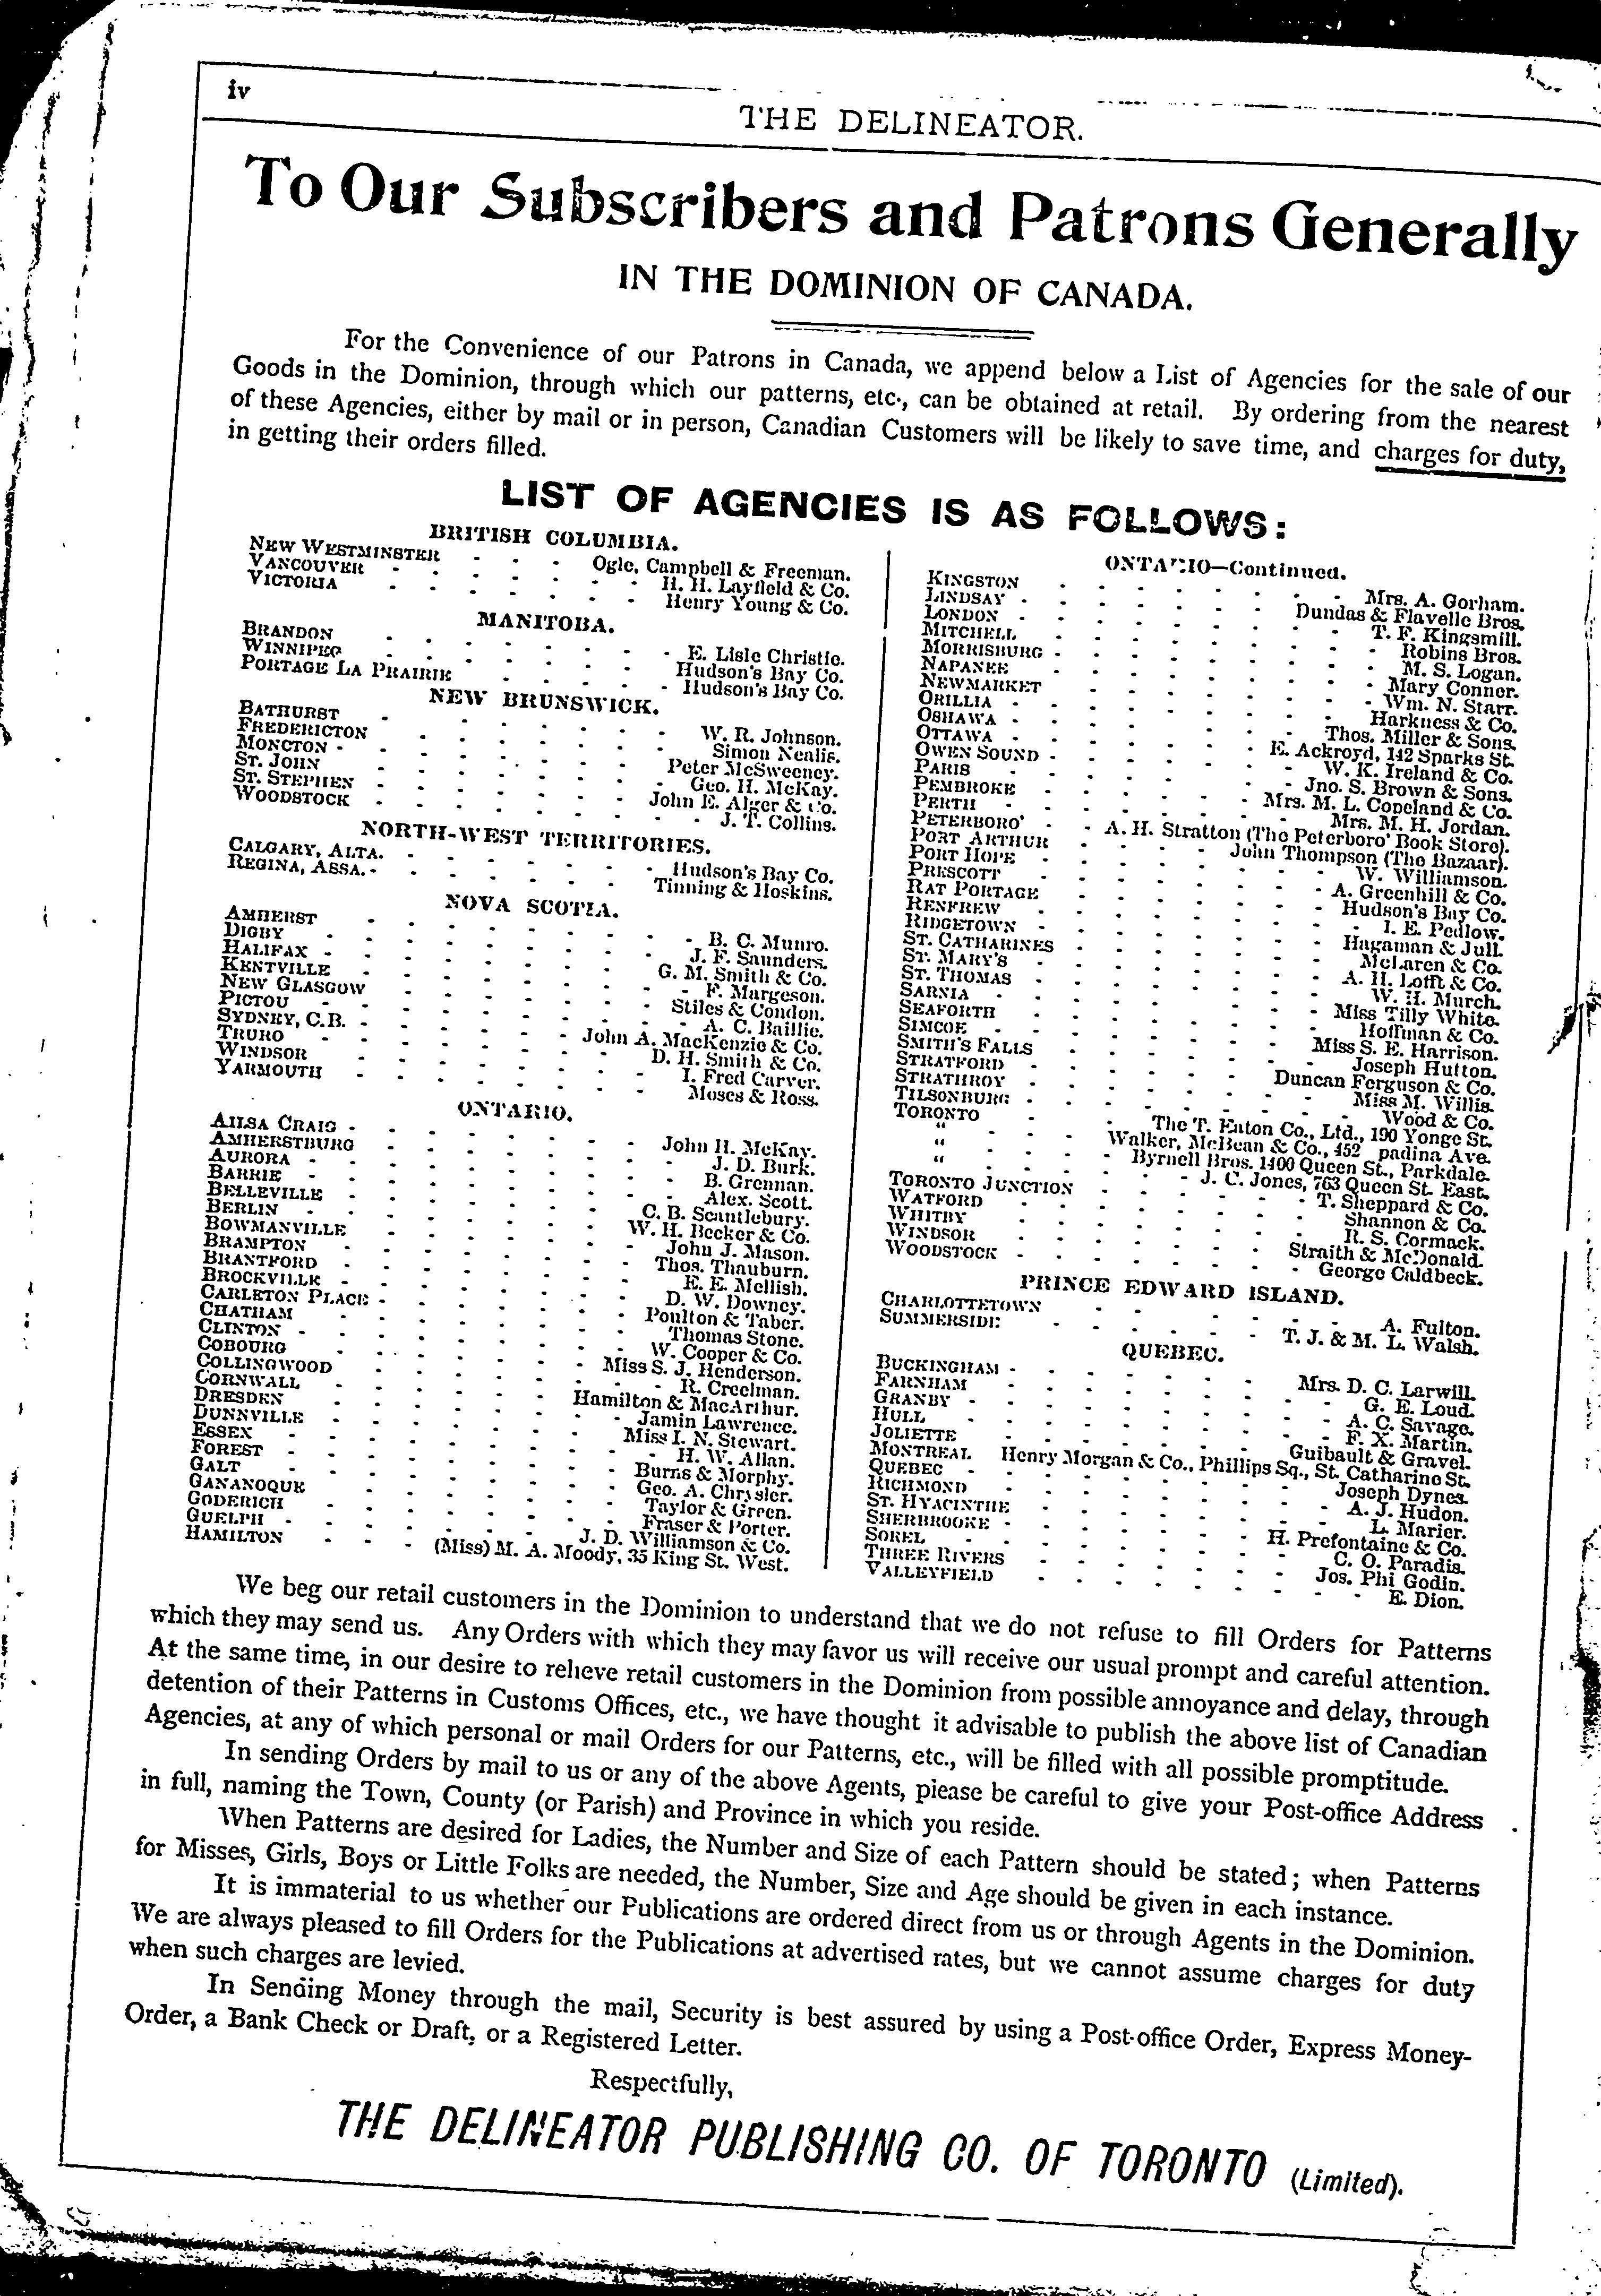 iv
THE DELINEATOR.
To Our Subscribers and Patrons Generally
IN THE DOMINION OF CANADA.
For the Convenience of our Patrons in Canada, we append below a List of Agencies for the sale of our
Goods in the Dominion, through which our patterns, etc., can be obtained at retail. By ordering from the nearest
of these Agencies, either by mail or in person, Canadian Customers will be likely to save time, and charges for duty,
in getting their orders filled.
LIST OF AGENCIES IS AS FOLLOWS:
BRITISH COLUMBIA.
NEW WESTMINSTER - - - Ogle, Campbell & Freeman.
VANCOUVER - - - - - - H. H. Layfield & Co.
VICTORIA - - - - - - Henry Young & Co.
MANITOBA.
BRANDON - - - - - - - E. Lisle Christie.
WINNIPEG - - - - - - Hudson's Bay Co.
PORTAGE LA PRAIRIE - - - - - Hudson's Bay Co.
NEW BRUNSWICK.
BATHURST - - - - - - - W. R. Johnson.
FREDERICTON - - - - - - Simon Nealis.
MONCTON - - - - - - - Peter McSweeney.
ST. JOHN - - - - - - - Geo. H. McKay.
ST. STEPHEN - - - - - - John E. Alger & Co.
WOODSTOCK - - - - - - - J. T. Collins.
NORTH-WEST TERRITORIES.
CALGARY, ALTA. - - - - - - Hudson's Bay Co.
REGINA, ASSA. - - - - - - Tinning & Hoskins.
NOVA SCOTIA.
AMHERST - - - - - - - B. C. Munro.
DIGBY - - - - - - - J. F. Saunders.
HALIFAX - - - - - - - G. M. Smith & Co.
KENTVILLE - - - - - - - F. Margeson.
NEW GLASGOW - - - - - - Stiles & Condon.
PICTOU - - - - - - - A. C. Baillie.
SYDNEY, C.B. - - - - - John A. MacKenzie & Co.
TRURO - - - - - - - D. H. Smith & Co.
WINDSOR - - - - - - - I. Fred Carver.
YARMOUTH - - - - - - - Moses & Ross.
ONTARIO.
AILSA CRAIG - - - - - - - John H. McKay.
AMHERSTBURG - - - - - - - J. D. Burk.
AURORA - - - - - - - B. Grennan.
BARRIE - - - - - - - Alex. Scott.
BELLEVILLE - - - - - - C. B. Scantlebury.
BERLIN - - - - - - - W. H. Becker & Co.
BOWMANVILLE - - - - - - John J. Mason.
BRAMPTON - - - - - - - Thos. Thauburn.
BRANTFORD - - - - - - - E. E. Mellish.
BROCKVILLE - - - - - - - D. W. Downey.
CARLETON PLACE - - - - - - Poulton & Taber.
CHATHAM - - - - - - - Thomas Stone.
CLINTON - - - - - - - W. Cooper & Co.
COBOURG - - - - - - Miss S. J. Henderson.
COLLINGWOOD - - - - - - - R. Creelman.
CORNWALL - - - - - - Hamilton & MacArthur.
DRESDEN - - - - - - - Jamin Lawrence.
DUNNVILLE - - - - - - Miss I. N. Stewart.
ESSEX - - - - - - - H. W. Allan.
FOREST - - - - - - - Burns & Morphy.
GALT - - - - - - - Geo. A. Chrysler.
GANANOQUE - - - - - - Taylor & Green.
GODERICH - - - - - - - Fraser & Porter.
GUELPH - - - - - - J. D. Williamson & Co.
HAMILTON - - - (Miss) M. A. Moody, 35 King St. West.
ONTARIO—Continued.
KINGSTON - - - - - - - Mrs. A. Gorham.
LINDSAY - - - - - - - Dundas & Flavelle Bros.
LONDON - - - - - - - T. F. Kingsmill.
MITCHELL - - - - - - - Robins Bros.
MORRISBURG - - - - - - - M. S. Logan.
NAPANEE - - - - - - - Mary Conner.
NEWMARKET - - - - - - - Wm. N. Starr.
ORILLIA - - - - - - - Harkness & Co.
OSHAWA - - - - - - - Thos. Miller & Sons.
OTTAWA - - - - - - E. Ackroyd, 142 Sparks St.
OWEN SOUND - - - - - - W. K. Ireland & Co.
PARIS - - - - - - - Jno. S. Brown & Sons.
PEMBROKE - - - - - - Mrs. M. L. Copeland & Co.
PERTH - - - - - - - Mrs. M. H. Jordan.
PETERBORO' - - A. H. Stratton (The Peterboro' Book Store).
PORT ARTHUR - - - - John Thompson (The Bazaar).
PORT HOPE - - - - - - - W. Williamson.
PRESCOTT - - - - - - - A. Greenhill & Co.
RAT PORTAGE - - - - - - Hudson's Bay Co.
RENFREW - - - - - - - I. E. Pedlow.
RIDGETOWN - - - - - - Hagaman & Jull.
ST. CATHARINES - - - - - - McLaren & Co.
ST. MARY'S - - - - - - - A. H. Lofft & Co.
ST. THOMAS - - - - - - - W. H. Murch.
SARNIA - - - - - - - Miss Tilly White.
SEAFORTH - - - - - - - Hoffman & Co.
SIMCOE - - - - - - - Miss S. E. Harrison.
SMITH'S FALLS - - - - - - Joseph Hutton.
STRATFORD - - - - - - Duncan Ferguson & Co.
STRATHROY - - - - - - - Miss M. Willis.
TILSONBURG - - - - - - - Wood & Co.
TORONTO - - The T. Eaton Co., Ltd., 190 Yonge St.
" - - - Walker, McBean & Co., 452 padina Ave.
" - - - - Byrnell Bros. 1400 Queen St., Parkdale.
" - - - - - J. C. Jones, 763 Queen St. East.
TORONTO JUNCTION - - - - - T. Sheppard & Co.
WATFORD - - - - - - - Shannon & Co.
WHITBY - - - - - - - R. S. Cormack.
WINDSOR - - - - - - - Straith & McDonald.
WOODSTOCK - - - - - - - George Caldbeck.
PRINCE EDWARD ISLAND.
CHARLOTTETOWN - - - - - - A. Fulton.
SUMMERSIDE - - - - - - T. J. & M. L. Walsh.
QUEBEC.
BUCKINGHAM - - - - - - - Mrs. D. C. Larwill.
FARNHAM - - - - - - - G. E. Loud.
GRANBY - - - - - - - A. C. Savage.
HULL - - - - - - - F. X. Martin.
JOLIETTE - - - - - - - Guibault & Gravel.
MONTREAL Henry Morgan & Co., Phillips Sq., St. Catharine St.
QUEBEC - - - - - - - Joseph Dynes.
RICHMOND - - - - - - - A. J. Hudon.
ST. HYACINTHE - - - - - - L. Marier.
SHERBROOKE - - - - - - H. Prefontaine & Co.
SOREL - - - - - - - C. O. Paradis.
THREE RIVERS - - - - - - Jos. Phi Godin.
VALLEYFIELD - - - - - - - E. Dion.
We beg our retail customers in the Dominion to understand that we do not refuse to fill Orders for Patterns
which they may send us. Any Orders with which they may favor us will receive our usual prompt and careful attention.
At the same time, in our desire to relieve retail customers in the Dominion from possible annoyance and delay, through
detention of their Patterns in Customs Offices, etc., we have thought it advisable to publish the above list of Canadian
Agencies, at any of which personal or mail Orders for our Patterns, etc., will be filled with all possible promptitude.
In sending Orders by mail to us or any of the above Agents, please be careful to give your Post-office Address
in full, naming the Town, County (or Parish) and Province in which you reside.
When Patterns are desired for Ladies, the Number and Size of each Pattern should be stated; when Patterns
for Misses, Girls, Boys or Little Folks are needed, the Number, Size and Age should be given in each instance.
It is immaterial to us whether our Publications are ordered direct from us or through Agents in the Dominion.
We are always pleased to fill Orders for the Publications at advertised rates, but we cannot assume charges for duty
when such charges are levied.
In Sending Money through the mail, Security is best assured by using a Post-office Order, Express Money-
Order, a Bank Check or Draft, or a Registered Letter.
Respectfully,
THE DELINEATOR PUBLISHING CO. OF TORONTO (Limited).